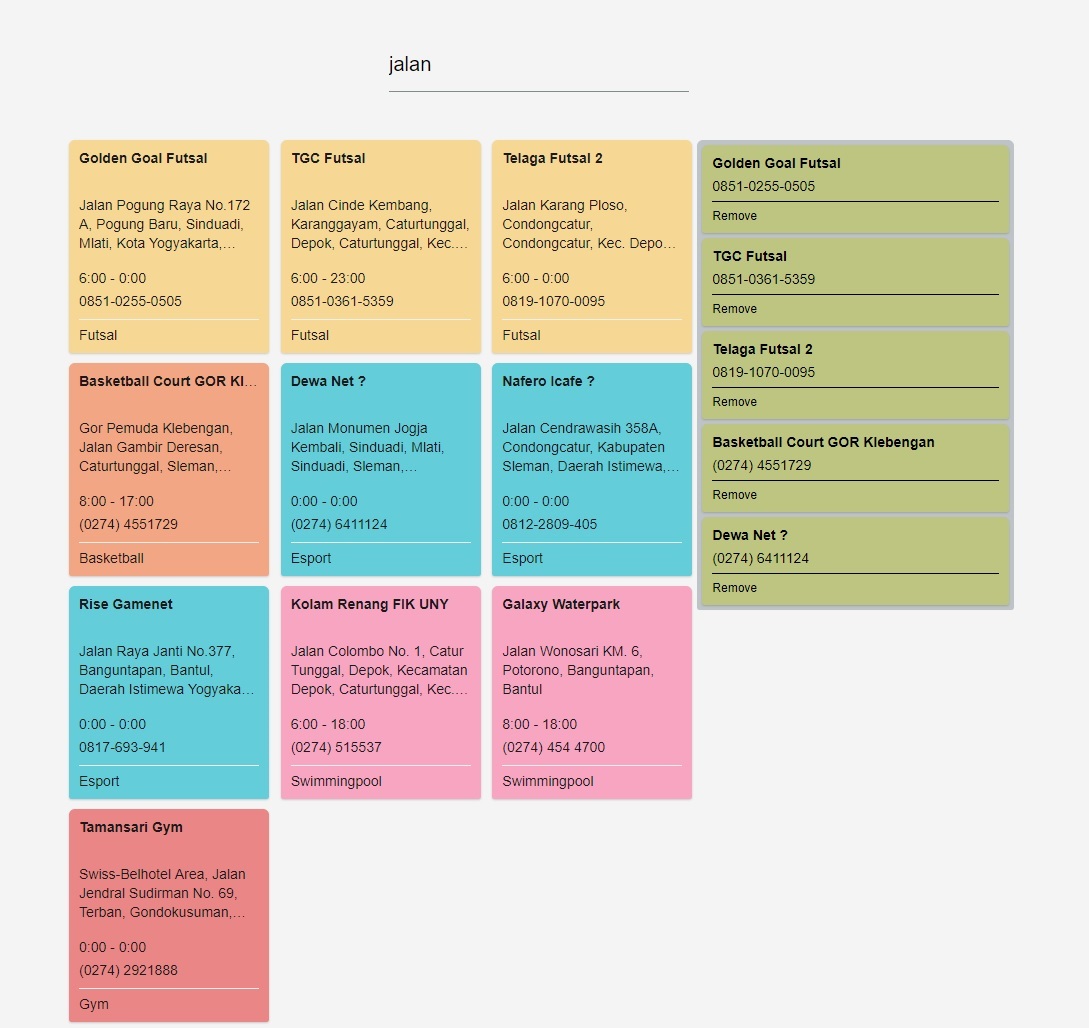 jalan
Golden Goal Futsal
Jalan Pogung Raya No.172
A, Pogung Baru, Sinduadi,
Mlati, Kota Yogyakarta,…
6:00 - 0:00
0851-0255-0505
Futsal
TGC Futsal
Jalan Cinde Kembang,
Karanggayam, Caturtunggal,
Depok, Caturtunggal, Kec.…
6:00 - 23:00
0851-0361-5359
Futsal
Telaga Futsal 2
Jalan Karang Ploso,
Condongcatur,
Condongcatur, Kec. Depo…
6:00 - 0:00
0819-1070-0095
Futsal
Basketball Court GOR Kl…
Gor Pemuda Klebengan,
Jalan Gambir Deresan,
Caturtunggal, Sleman,…
8:00 - 17:00
(0274) 4551729
Basketball
Dewa Net ?
Jalan Monumen Jogja
Kembali, Sinduadi, Mlati,
Sinduadi, Sleman,…
0:00 - 0:00
(0274) 6411124
Esport
Nafero Icafe ?
Jalan Cendrawasih 358A,
Condongcatur, Kabupaten
Sleman, Daerah Istimewa,…
0:00 - 0:00
0812-2809-405
Esport
Rise Gamenet
Jalan Raya Janti No.377,
Banguntapan, Bantul,
Daerah Istimewa Yogyaka…
0:00 - 0:00
0817-693-941
Esport
Kolam Renang FIK UNY
Jalan Colombo No. 1, Catur
Tunggal, Depok, Kecamatan
Depok, Caturtunggal, Kec.…
6:00 - 18:00
(0274) 515537
Swimmingpool
Galaxy Waterpark
Jalan Wonosari KM. 6,
Potorono, Banguntapan,
Bantul
8:00 - 18:00
(0274) 454 4700
Swimmingpool
Tamansari Gym
Swiss-Belhotel Area, Jalan
Jendral Sudirman No. 69,
Terban, Gondokusuman,…
0:00 - 0:00
(0274) 2921888
Gym
Golden Goal Futsal
0851-0255-0505
Remove
TGC Futsal
0851-0361-5359
Remove
Telaga Futsal 2
0819-1070-0095
Remove
Basketball Court GOR Klebengan
(0274) 4551729
Remove
Dewa Net ?
(0274) 6411124
Remove